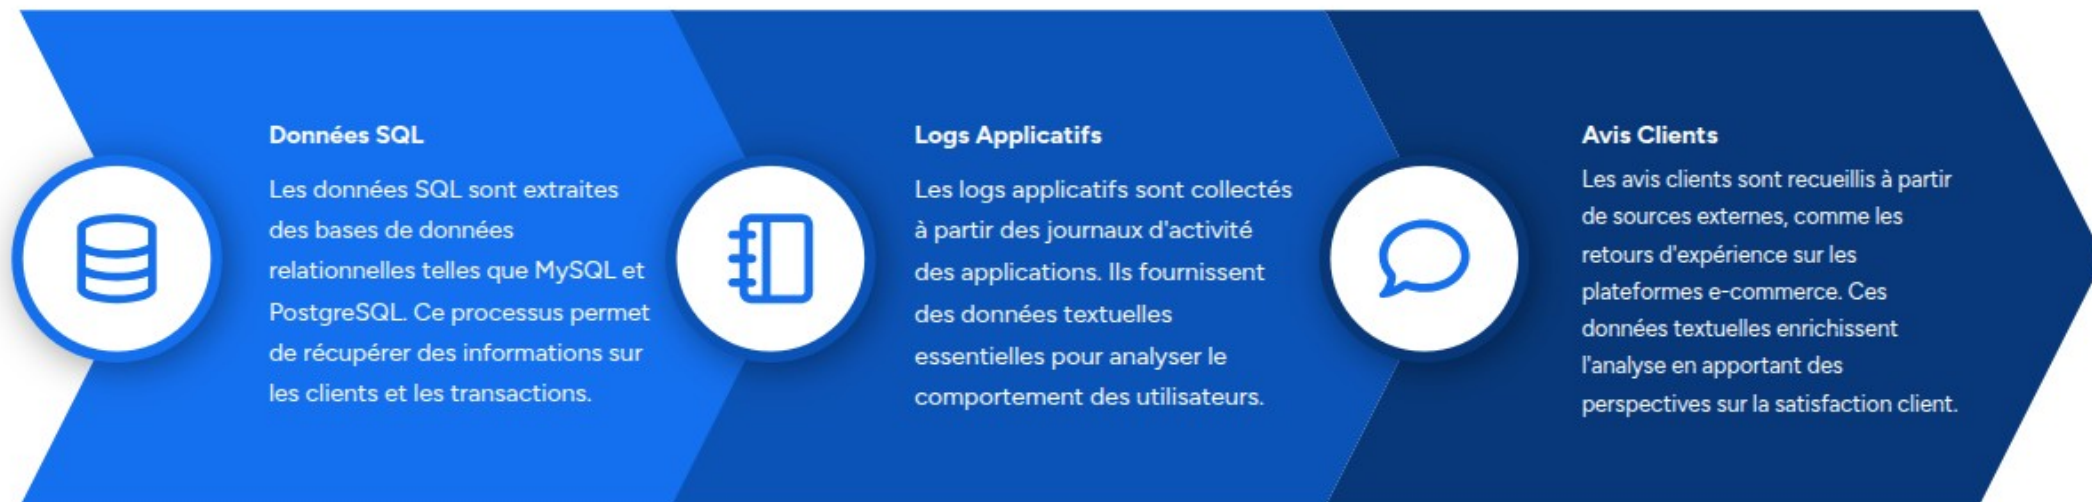 Données SQL
Les données SQL sont extraites
des bases de données
relationnelles telles que MySQL et
PostgreSQL. Ce processus permet
de récupérer des informations sur
les clients et les transactions.
Logs Applicatifs
Les logs applicatifs sont collectés
à partir des journaux d'activité
des applications. Ils fournissent
des données textuelles
essentielles pour analyser le
comportement des utilisateurs.
Avis Clients
Les avis clients sont recueillis à partir
de sources externes, comme les
retours d'expérience sur les
plateformes e-commerce. Ces
données textuelles enrichissent
l'analyse en apportant des
perspectives sur la satisfaction client.